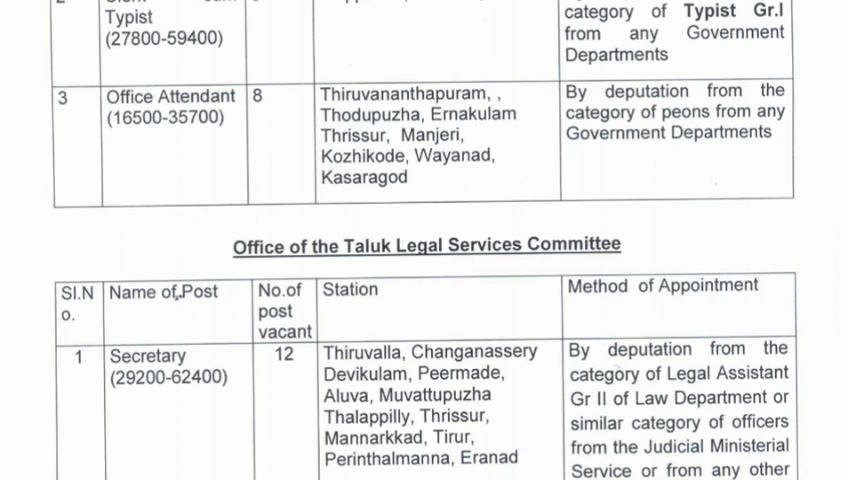 Typist
(27800-59400)
category of Typist Gr.I
from any Government
Departments
3
Office Attendant
(16500-35700)
8
Thiruvananthapuram, ,
Thodupuzha, Ernakulam
Thrissur, Manjeri,
Kozhikode, Wayanad,
Kasaragod
By deputation from the
category of peons from any
Government Departments
Office of the Taluk Legal Services Committee
Sl.N
o.
Name of Post
No.of
post
vacant
Station
Method of Appointment
1
Secretary
(29200-62400)
12
Thiruvalla, Changanassery
Devikulam, Peermade,
Aluva, Muvattupuzha
Thalappilly, Thrissur,
Mannarkkad, Tirur,
Perinthalmanna, Eranad
By deputation from the
category of Legal Assistant
Gr II of Law Department or
similar category of officers
from the Judicial Ministerial
Service or from any other